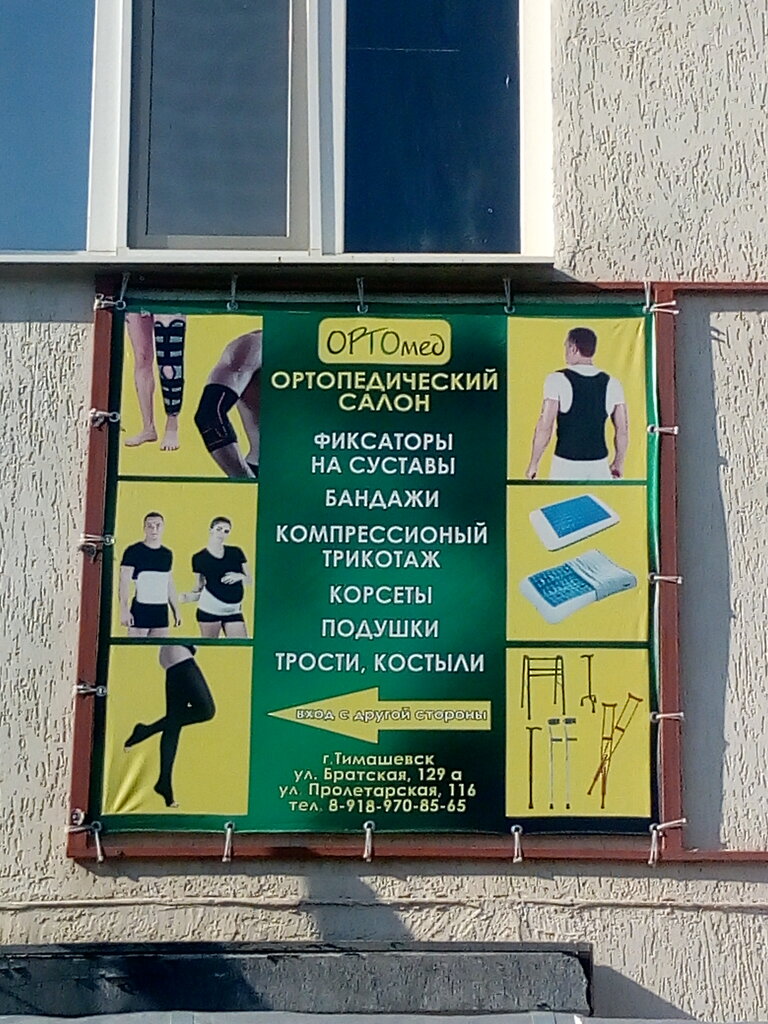 ОРТОмед
ОРТОПЕДИЧЕСКИЙ
САЛОН
ФИКСАТОРЫ
НА СУСТАВЫ
БАНДАЖИ
КОМПРЕССИОНЫЙ
ТРИКОТАЖ
КОРСЕТЫ
ПОДУШКИ
ТРОСТИ, КОСТЫЛИ
вход с другой стороны
г.Тимашевск
ул. Братская, 129 а
ул. Пролетарская, 116
тел. 8-918-970-85-65